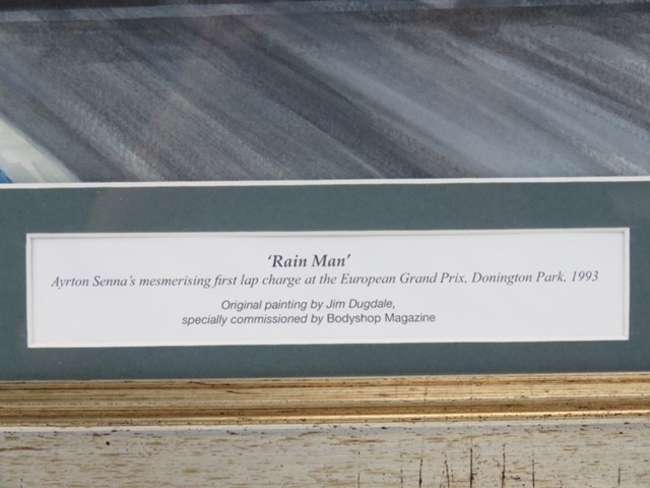 ‘Rain Man’
Ayrton Senna’s mesmerising first lap charge at the European Grand Prix, Donington Park, 1993
Original painting by Jim Dugdale,
specially commissioned by Bodyshop Magazine